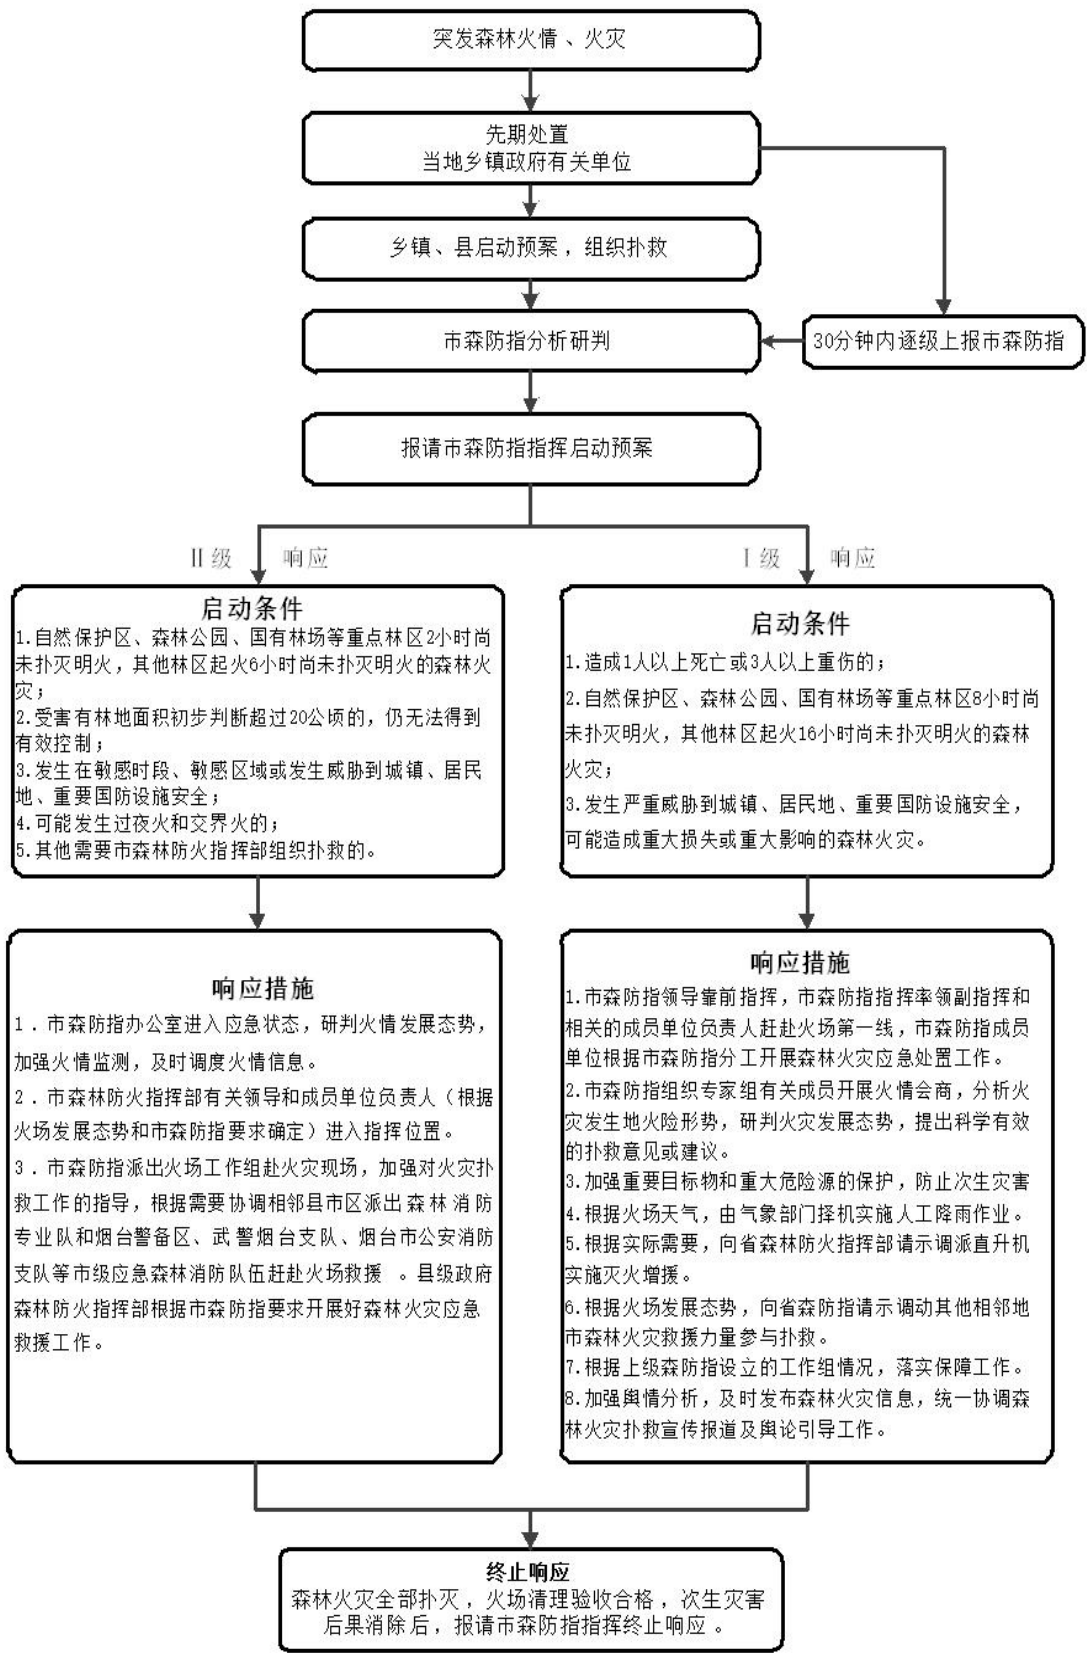 突发森林火情、火灾
先期处置
当地乡镇政府有关单位
乡镇、县启动预案，组织扑救
市森防指分析研判
30分钟内逐级上报市森防指
报请市森防指指挥启动预案
Ⅱ级 响应
Ⅰ级 响应
启动条件
1.自然保护区、森林公园、国有林场等重点林区2小时尚
未扑灭明火，其他林区起火6小时尚未扑灭明火的森林火
灾；
2.受害有林地面积初步判断超过20公顷的，仍无法得到
有效控制；
3.发生在敏感时段、敏感区域或发生威胁到城镇、居民
地、重要国防设施安全；
4.可能发生过夜火和交界火的；
5.其他需要市森林防火指挥部组织扑救的。
启动条件
1.造成1人以上死亡或3人以上重伤的；
2.自然保护区、森林公园、国有林场等重点林区8小时尚
未扑灭明火，其他林区起火16小时尚未扑灭明火的森林
火灾；
3.发生严重威胁到城镇、居民地、重要国防设施安全，
可能造成重大损失或重大影响的森林火灾。
响应措施
1．市森防指办公室进入应急状态，研判火情发展态势，
加强火情监测，及时调度火情信息。
2．市森林防火指挥部有关领导和成员单位负责人（根据
火场发展态势和市森防指要求确定）进入指挥位置。
3．市森防指派出火场工作组赴火灾现场，加强对火灾扑
救工作的指导，根据需要协调相邻县市区派出森林消防
专业队和烟台警备区、武警烟台支队、烟台市公安消防
支队等市级应急森林消防队伍赶赴火场救援 。县级政府
森林防火指挥部根据市森防指要求开展好森林火灾应急
救援工作。
响应措施
1.市森防指领导靠前指挥，市森防指指挥率领副指挥和
相关的成员单位负责人赶赴火场第一线，市森防指成员
单位根据市森防指分工开展森林火灾应急处置工作。
2.市森防指组织专家组有关成员开展火情会商，分析火
灾发生地火险形势，研判火灾发展态势，提出科学有效
的扑救意见或建议。
3.加强重要目标物和重大危险源的保护，防止次生灾害
4.根据火场天气，由气象部门择机实施人工降雨作业。
5.根据实际需要，向省森林防火指挥部请示调派直升机
实施灭火增援。
6.根据火场发展态势，向省森防指请示调动其他相邻地
市森林火灾救援力量参与扑救。
7.根据上级森防指设立的工作组情况，落实保障工作。
8.加强舆情分析，及时发布森林火灾信息，统一协调森
林火灾扑救宣传报道及舆论引导工作。
终止响应
森林火灾全部扑灭，火场清理验收合格，次生灾害
后果消除后，报请市森防指指挥终止响应。